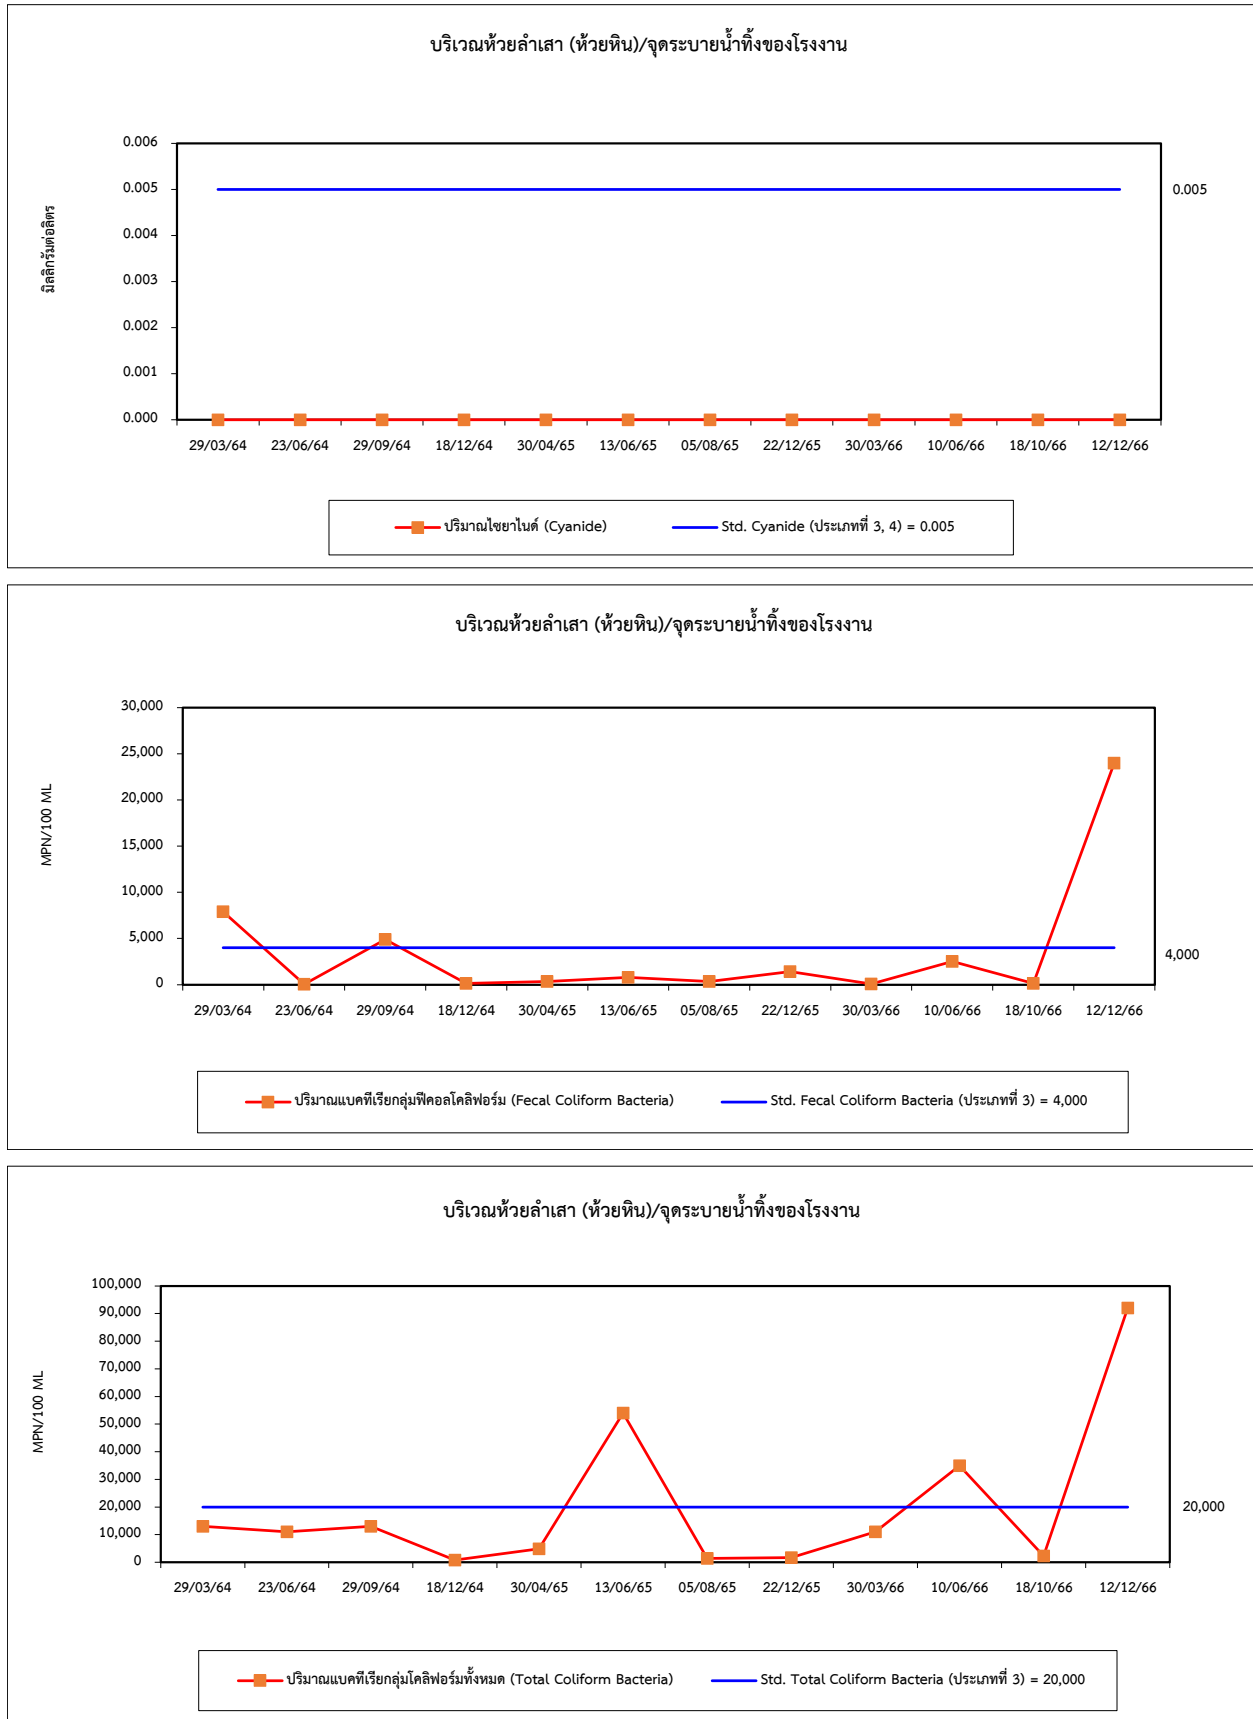 บริเวณห้วยลำเสา (ห้วยหิน)/จุดระบายน้ำทิ้งของโรงงาน
มิลลิกรัมต่อลิตร
0.006
0.005
0.004
0.003
0.002
0.001
0.000
0.005
29/03/64 23/06/64 29/09/64 18/12/64 30/04/65 13/06/65 05/08/65 22/12/65 30/03/66 10/06/66 18/10/66 12/12/66
ปริมาณไซยาไนด์ (Cyanide) Std. Cyanide (ประเภทที่ 3, 4) = 0.005
บริเวณห้วยลำเสา (ห้วยหิน)/จุดระบายน้ำทิ้งของโรงงาน
MPN/100 ML
30,000
25,000
20,000
15,000
10,000
5,000
0
4,000
29/03/64 23/06/64 29/09/64 18/12/64 30/04/65 13/06/65 05/08/65 22/12/65 30/03/66 10/06/66 18/10/66 12/12/66
ปริมาณแบคทีเรียกลุ่มฟีคอลโคลิฟอร์ม (Fecal Coliform Bacteria) Std. Fecal Coliform Bacteria (ประเภทที่ 3) = 4,000
บริเวณห้วยลำเสา (ห้วยหิน)/จุดระบายน้ำทิ้งของโรงงาน
MPN/100 ML
100,000
90,000
80,000
70,000
60,000
50,000
40,000
30,000
20,000
10,000
0
20,000
29/03/64 23/06/64 29/09/64 18/12/64 30/04/65 13/06/65 05/08/65 22/12/65 30/03/66 10/06/66 18/10/66 12/12/66
ปริมาณแบคทีเรียกลุ่มโคลิฟอร์มทั้งหมด (Total Coliform Bacteria) Std. Total Coliform Bacteria (ประเภทที่ 3) = 20,000